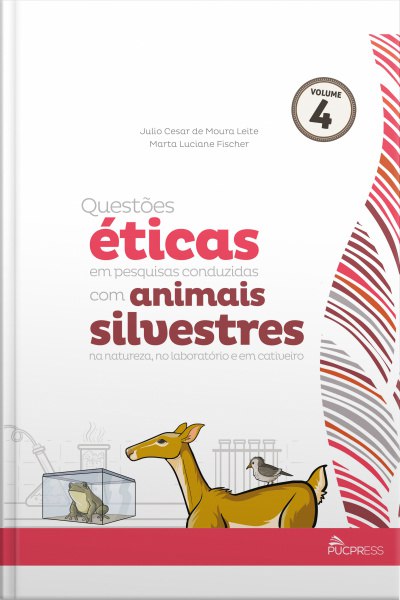 VOLUME
4
Julio Cesar de Moura Leite
Marta Luciane Fischer
Questões
éticas
em pesquisas conduzidas
com animais
silvestres
na natureza, no laboratório e em cativeiro
PUCPRESS